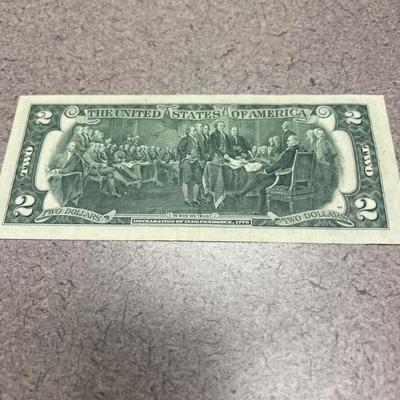 THE UNITED STATES OF AMERICA
2 2
TWO TWO
IN GOD WE TRUST
2 2
TWO DOLLARS TWO DOLLARS
DECLARATION OF INDEPENDENCE, 1776